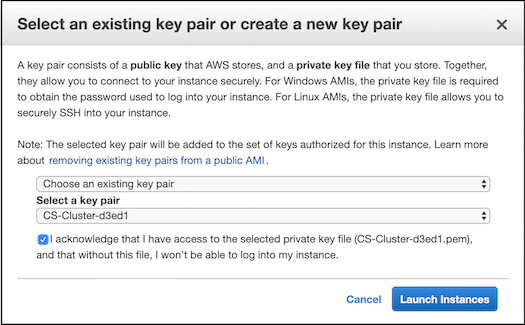 Select an existing key pair or create a new key pair
A key pair consists of a public key that AWS stores, and a private key file that you store. Together,
they allow you to connect to your instance securely. For Windows AMIs, the private key file is required
to obtain the password used to log into your instance. For Linux AMIs, the private key file allows you to
securely SSH into your instance.
Note: The selected key pair will be added to the set of keys authorized for this instance. Learn more
about removing existing key pairs from a public AMI.
Choose an existing key pair
Select a key pair
CS-Cluster-d3ed1
I acknowledge that I have access to the selected private key file (CS-Cluster-d3ed1.pem),
and that without this file, I won't be able to log into my instance.
Cancel Launch Instances